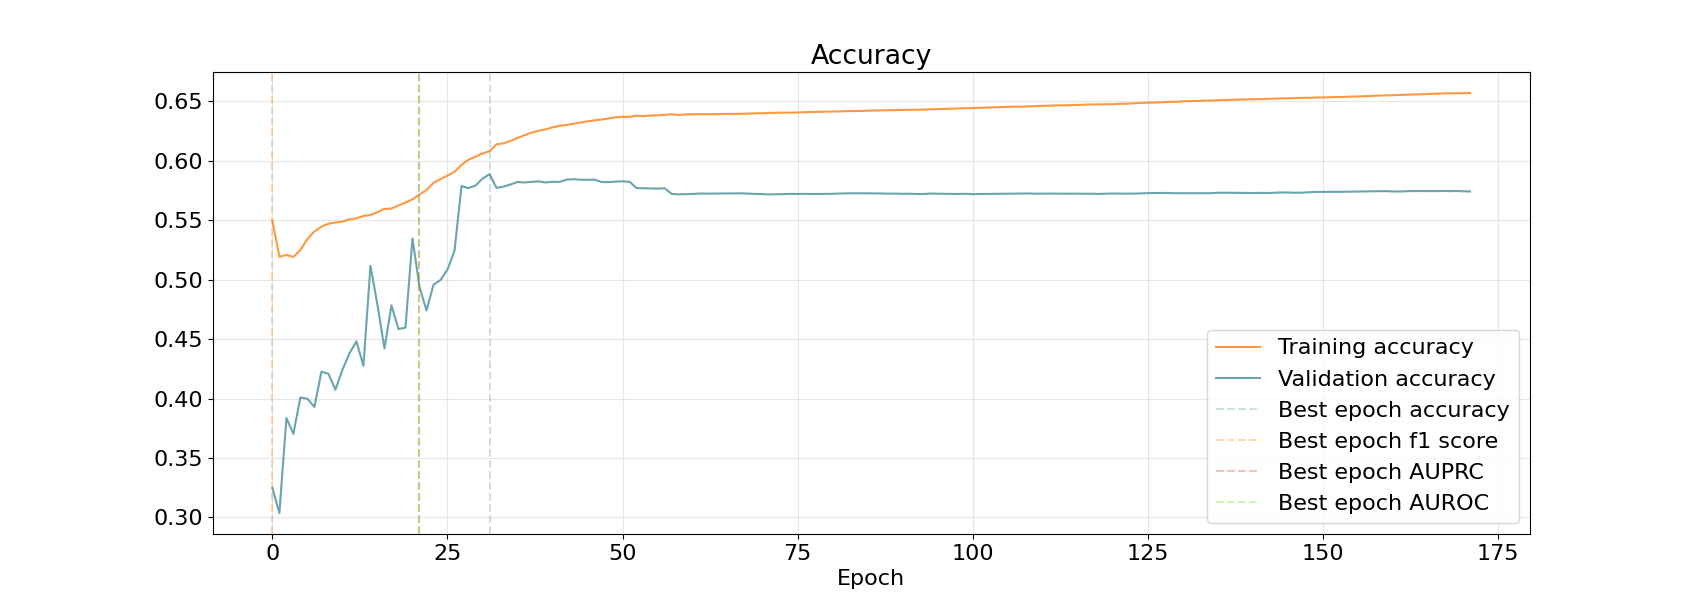 Accuracy
0.65
0.60
0.55
0.50
0.45
0.40
0.35
0.30
Training accuracy
Validation accuracy
Best epoch accuracy
Best epoch f1 score
Best epoch AUPRC
Best epoch AUROC
0 25 50 75 100 125 150 175
Epoch